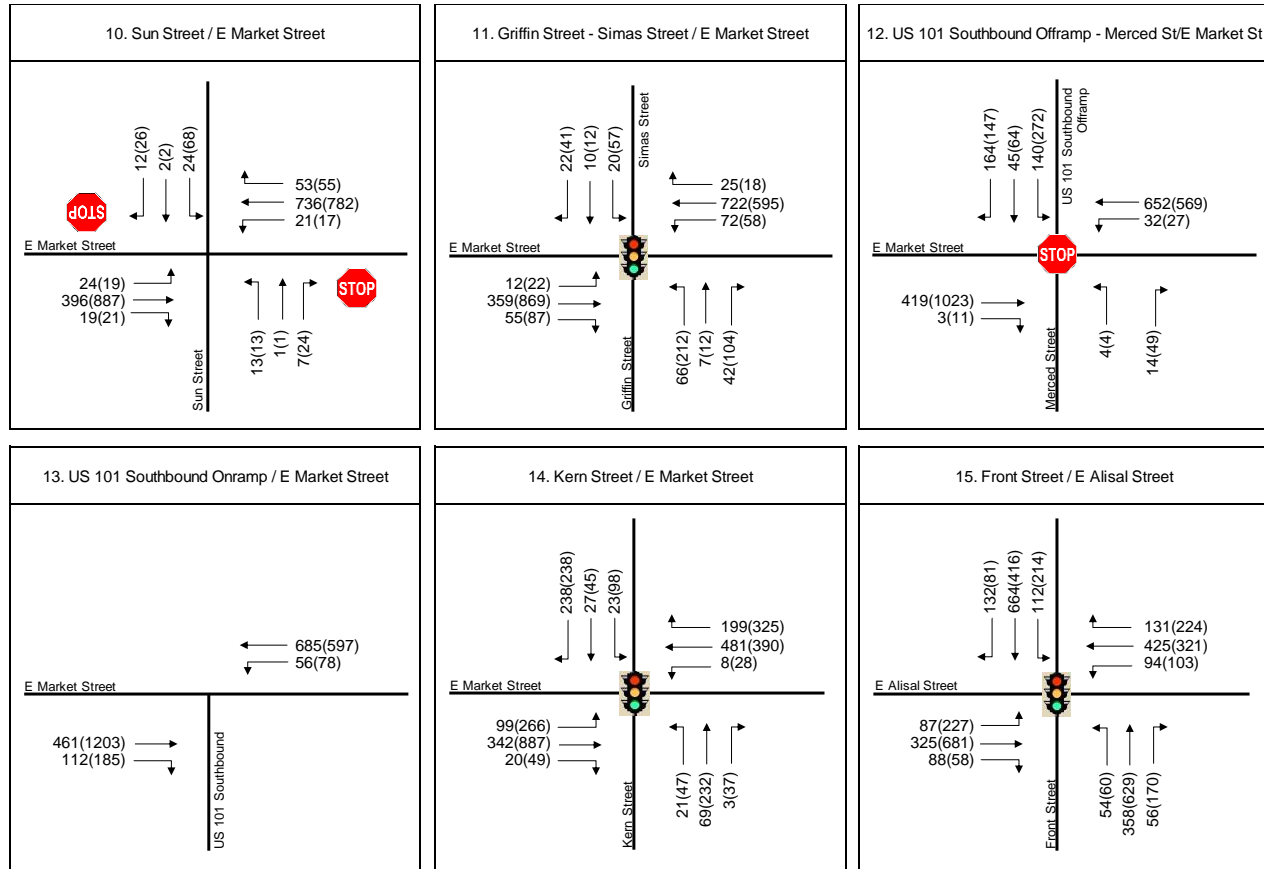 10. Sun Street / E Market Street
12(26)
2(2)
24(68)
53(55)
736(782)
21(17)
STOP
E Market Street
24(19)
396(887)
19(21)
STOP
13(13)
1(1)
7(24)
Sun Street
11. Griffin Street - Simas Street / E Market Street
Simas Street
22(41)
10(12)
20(57)
25(18)
722(595)
72(58)
E Market Street
12(22)
359(869)
55(87)
66(212)
7(12)
42(104)
Griffin Street
12. US 101 Southbound Offramp - Merced St/E Market St
US 101 Southbound
Offramp
164(147)
45(64)
140(272)
652(569)
32(27)
E Market Street
STOP
419(1023)
3(11)
4(4)
14(49)
Merced Street
13. US 101 Southbound Onramp / E Market Street
685(597)
56(78)
E Market Street
461(1203)
112(185)
US 101 Southbound
14. Kern Street / E Market Street
238(238)
27(45)
23(98)
199(325)
481(390)
8(28)
E Market Street
99(266)
342(887)
20(49)
21(47)
69(232)
3(37)
Kern Street
15. Front Street / E Alisal Street
132(81)
664(416)
112(214)
131(224)
425(321)
94(103)
E Alisal Street
87(227)
325(681)
88(58)
54(60)
358(629)
56(170)
Front Street